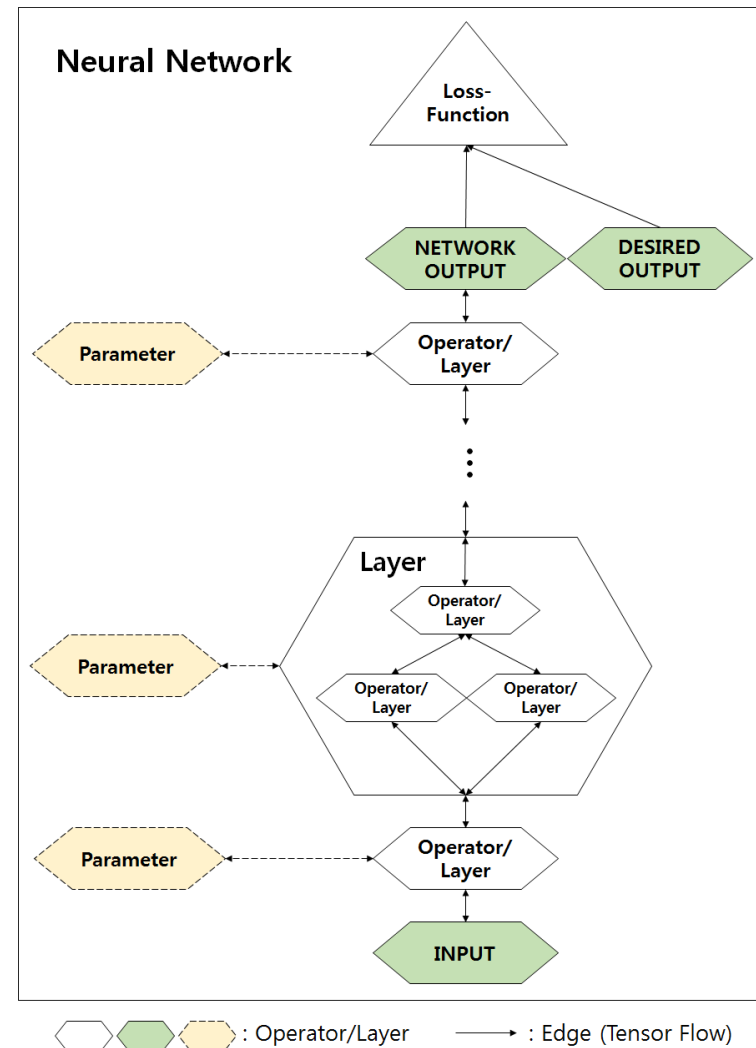 Neural Network
Loss-
Function
NETWORK
OUTPUT
DESIRED
OUTPUT
Parameter
Operator/
Layer
Layer
Operator/
Layer
Parameter
Operator/
Layer
Operator/
Layer
Parameter
Operator/
Layer
INPUT
: Operator/Layer
: Edge (Tensor Flow)